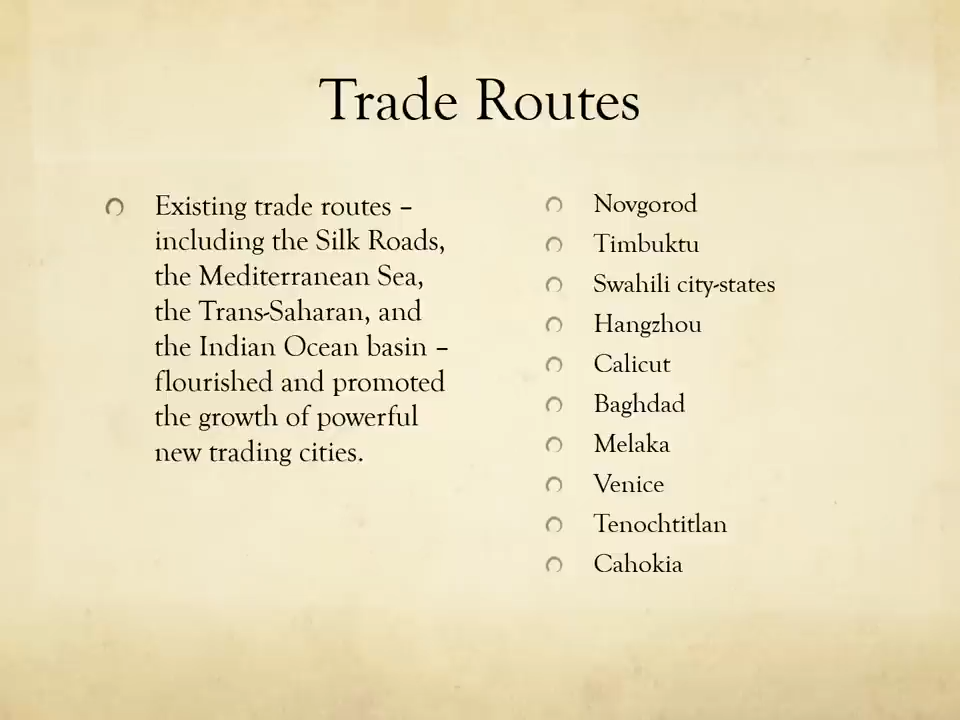 Trade Routes
Existing trade routes –
including the Silk Roads,
the Mediterranean Sea,
the Trans-Saharan, and
the Indian Ocean basin –
flourished and promoted
the growth of powerful
new trading cities.
Novgorod
Timbuktu
Swahili city-states
Hangzhou
Calicut
Baghdad
Melaka
Venice
Tenochtitlan
Cahokia